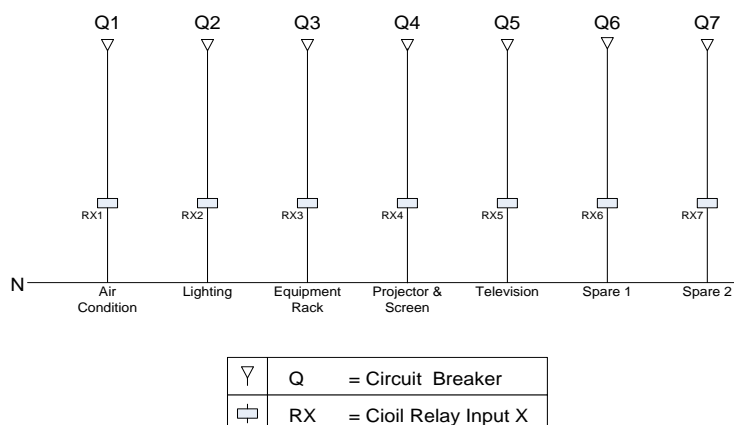 Q1 Q2 Q3 Q4 Q5 Q6 Q7
RX1 RX2 RX3 RX4 RX5 RX6 RX7
N
Air Condition
Lighting
Equipment Rack
Projector & Screen
Television
Spare 1
Spare 2
Q = Circuit Breaker
RX = Cioil Relay Input X